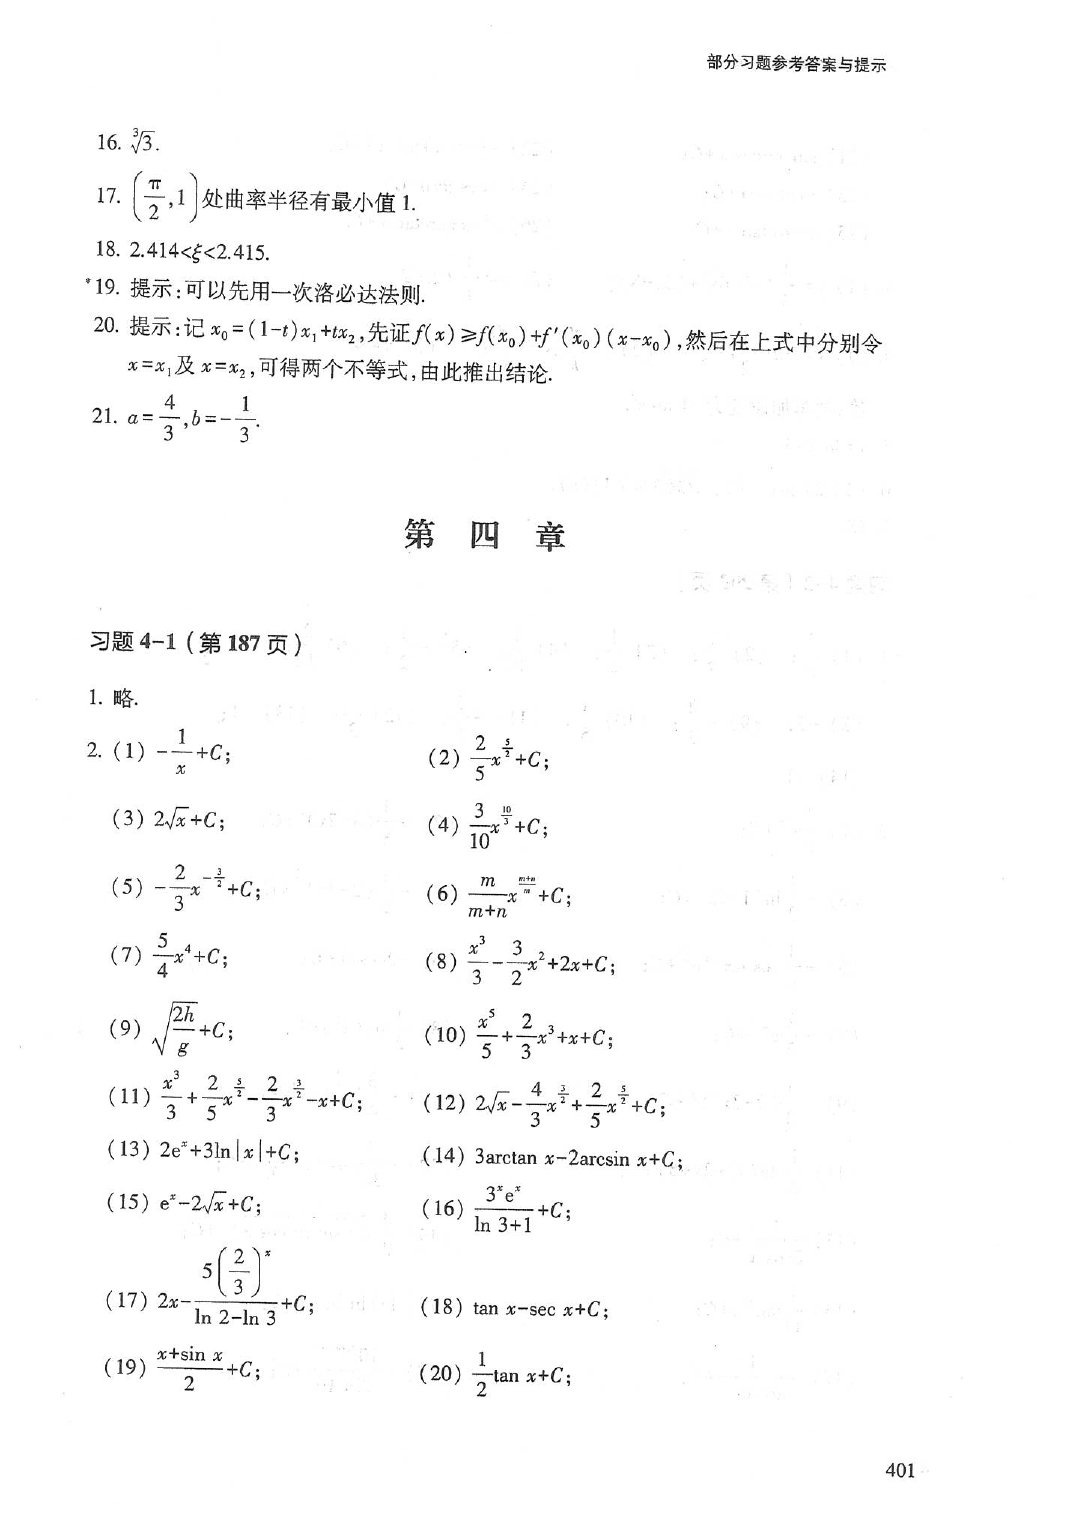 部分习题参考答案与提示
16. ∛3.
17. (π/2,1)处曲率半径有最小值 1.
18. 2.414<ξ<2.415.
*19. 提示:可以先用一次洛必达法则.
20. 提示:记 x₀=(1-t)x₁+tx₂,先证f(x)≥f(x₀)+f′(x₀)(x-x₀),然后在上式中分别令
x=x₁及 x=x₂,可得两个不等式,由此推出结论.
21. a=4/3,b=-1/3.
第 四 章
习题 4-1(第 187 页)
1. 略.
2. (1) -1/x+C; (2) 2/5 x^(5/2)+C;
(3) 2√x+C; (4) 3/10 x^(10/3)+C;
(5) -2/3 x^(-3/2)+C; (6) m/(m+n) x^((m+n)/m)+C;
(7) 5/4 x⁴+C; (8) x³/3-3/2 x²+2x+C;
(9) √(2h/g)+C; (10) x⁵/5+2/3 x³+x+C;
(11) x³/3+2/5 x^(5/2)-2/3 x^(3/2)-x+C; (12) 2√x-4/3 x^(3/2)+2/5 x^(5/2)+C;
(13) 2eˣ+3ln|x|+C; (14) 3arctan x-2arcsin x+C;
(15) eˣ-2√x+C; (16) 3ˣeˣ/(ln 3+1)+C;
(17) 2x-5(2/3)ˣ/(ln 2-ln 3)+C; (18) tan x-sec x+C;
(19) (x+sin x)/2+C; (20) 1/2 tan x+C;
401